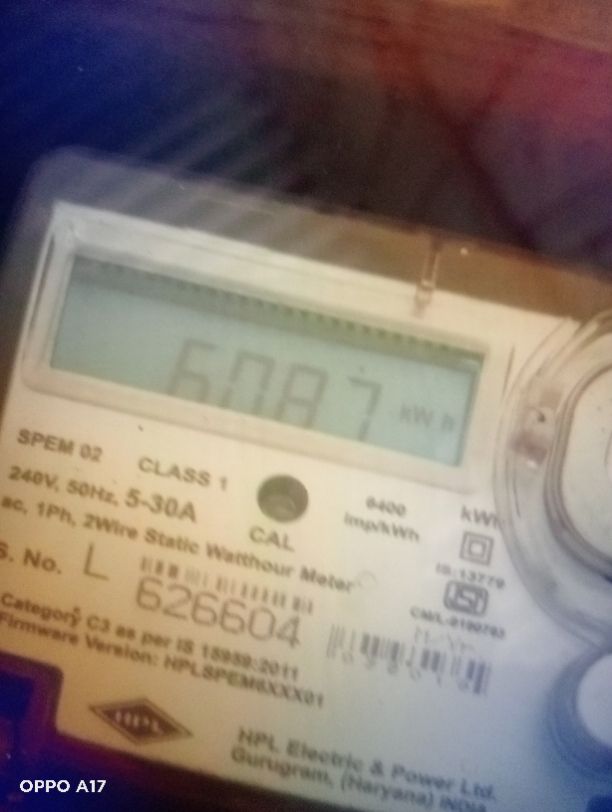 6087 kWh
SPEM 02 CLASS 1
240V, 50Hz, 5-30A
ac, 1Ph, 2Wire Static Watthour Meter
CAL
6400
imp/kWh
kWh
IS:13779
S. No. L
626604
Category C3 as per IS 15959:2011
Firmware Version: HPLSPEM6XXX01
HPL
HPL Electric & Power Ltd.
Gurugram, (Haryana)
OPPO A17